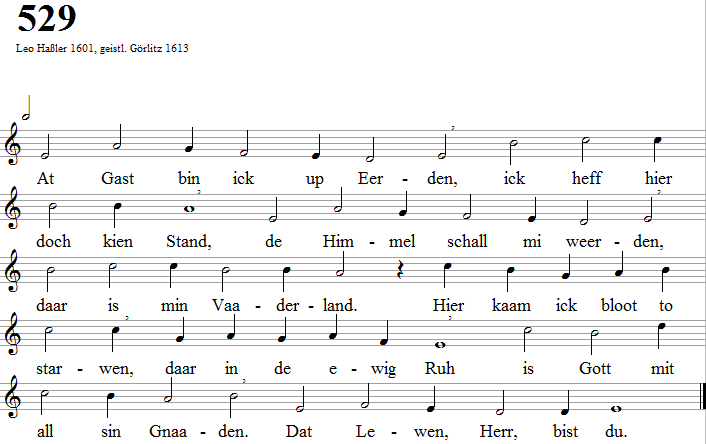 529
Leo Haßler 1601, geistl. Görlitz 1613
At Gast bin ick up Eer - den, ick heff hier
doch kien Stand, de Him - mel schall mi weer - den,
daar is min Vaa - der - land. Hier kaam ick bloot to
star - wen, daar in de e - wig Ruh is Gott mit
all sin Gnaa - den. Dat Le - wen, Herr, bist du.